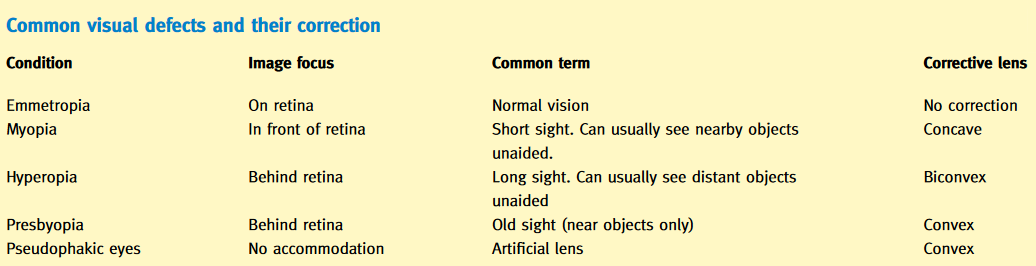 Common visual defects and their correction
Condition Image focus Common term Corrective lens
Emmetropia On retina Normal vision No correction
Myopia In front of retina Short sight. Can usually see nearby objects Concave
unaided.
Hyperopia Behind retina Long sight. Can usually see distant objects Biconvex
unaided
Presbyopia Behind retina Old sight (near objects only) Convex
Pseudophakic eyes No accommodation Artificial lens Convex